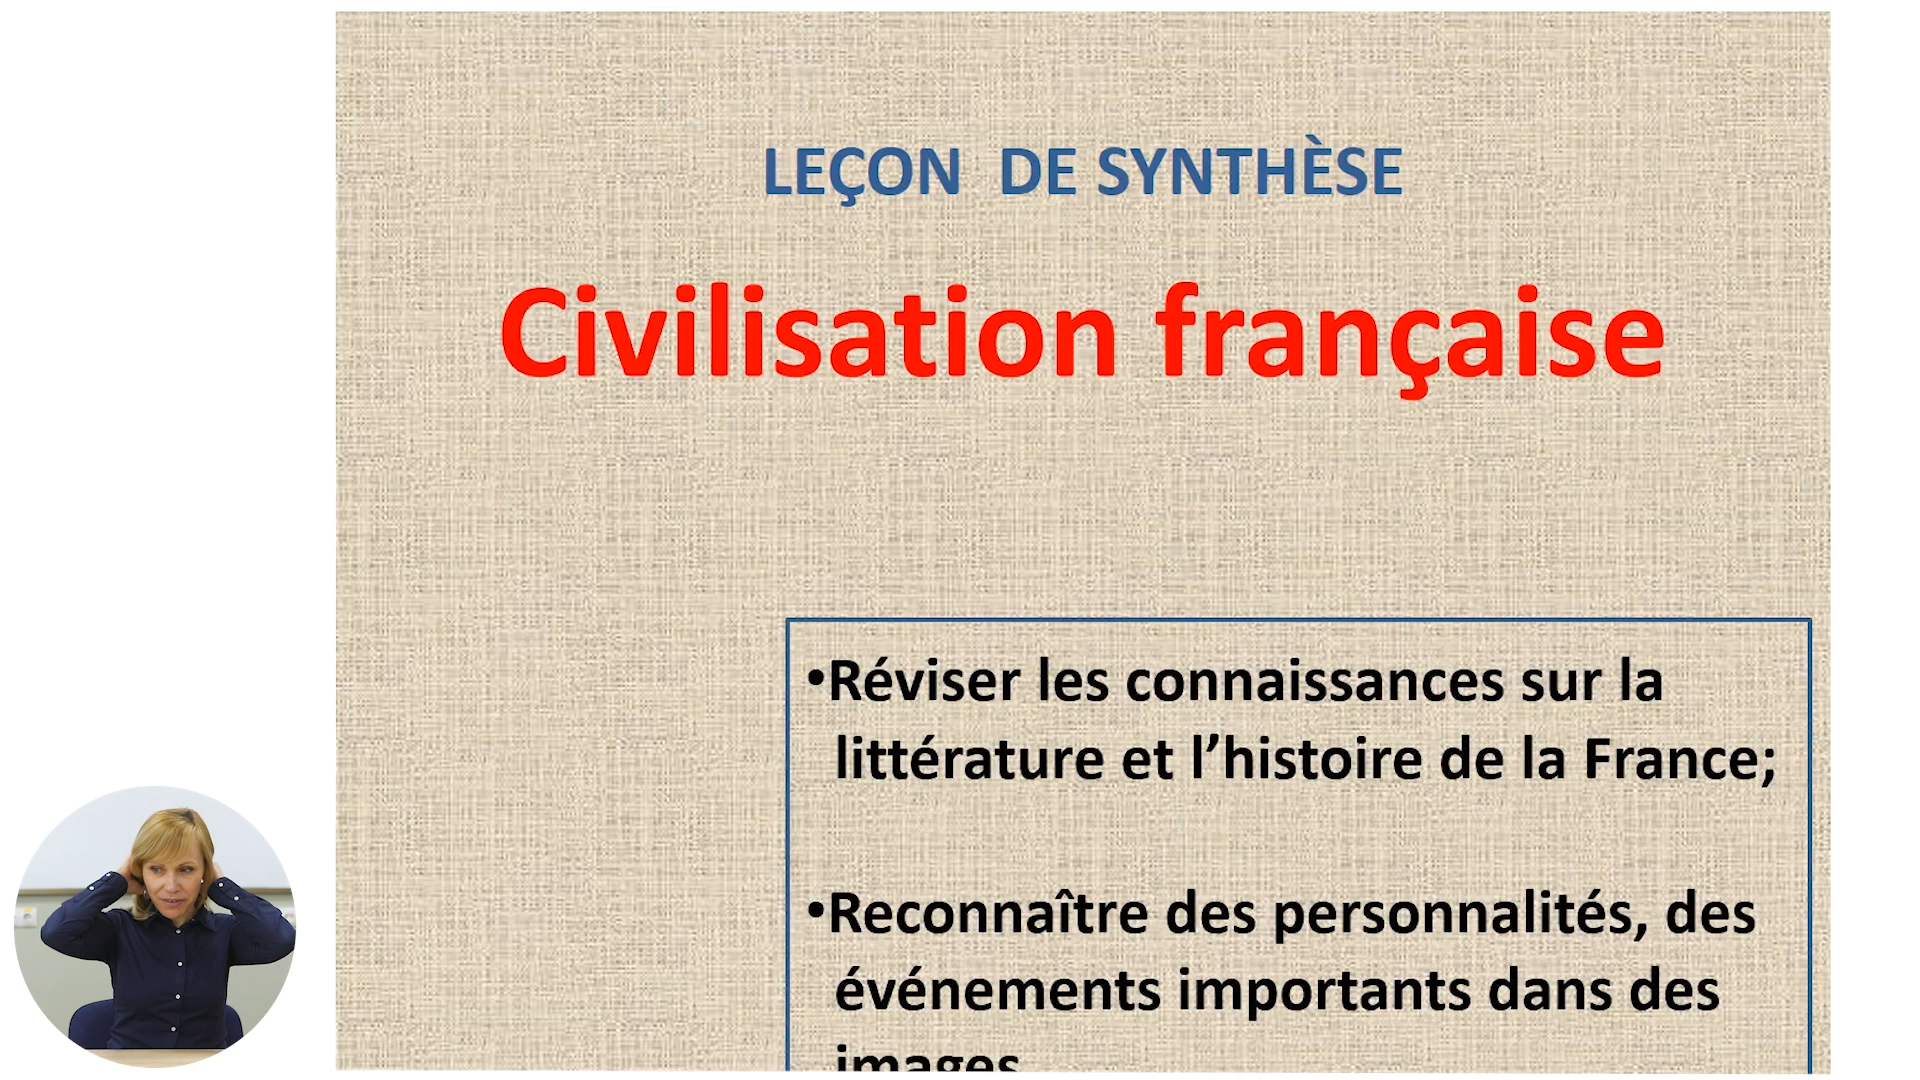 LEÇON DE SYNTHÈSE
Civilisation française
•Réviser les connaissances sur la
littérature et l’histoire de la France;
•Reconnaître des personnalités, des
événements importants dans des
images